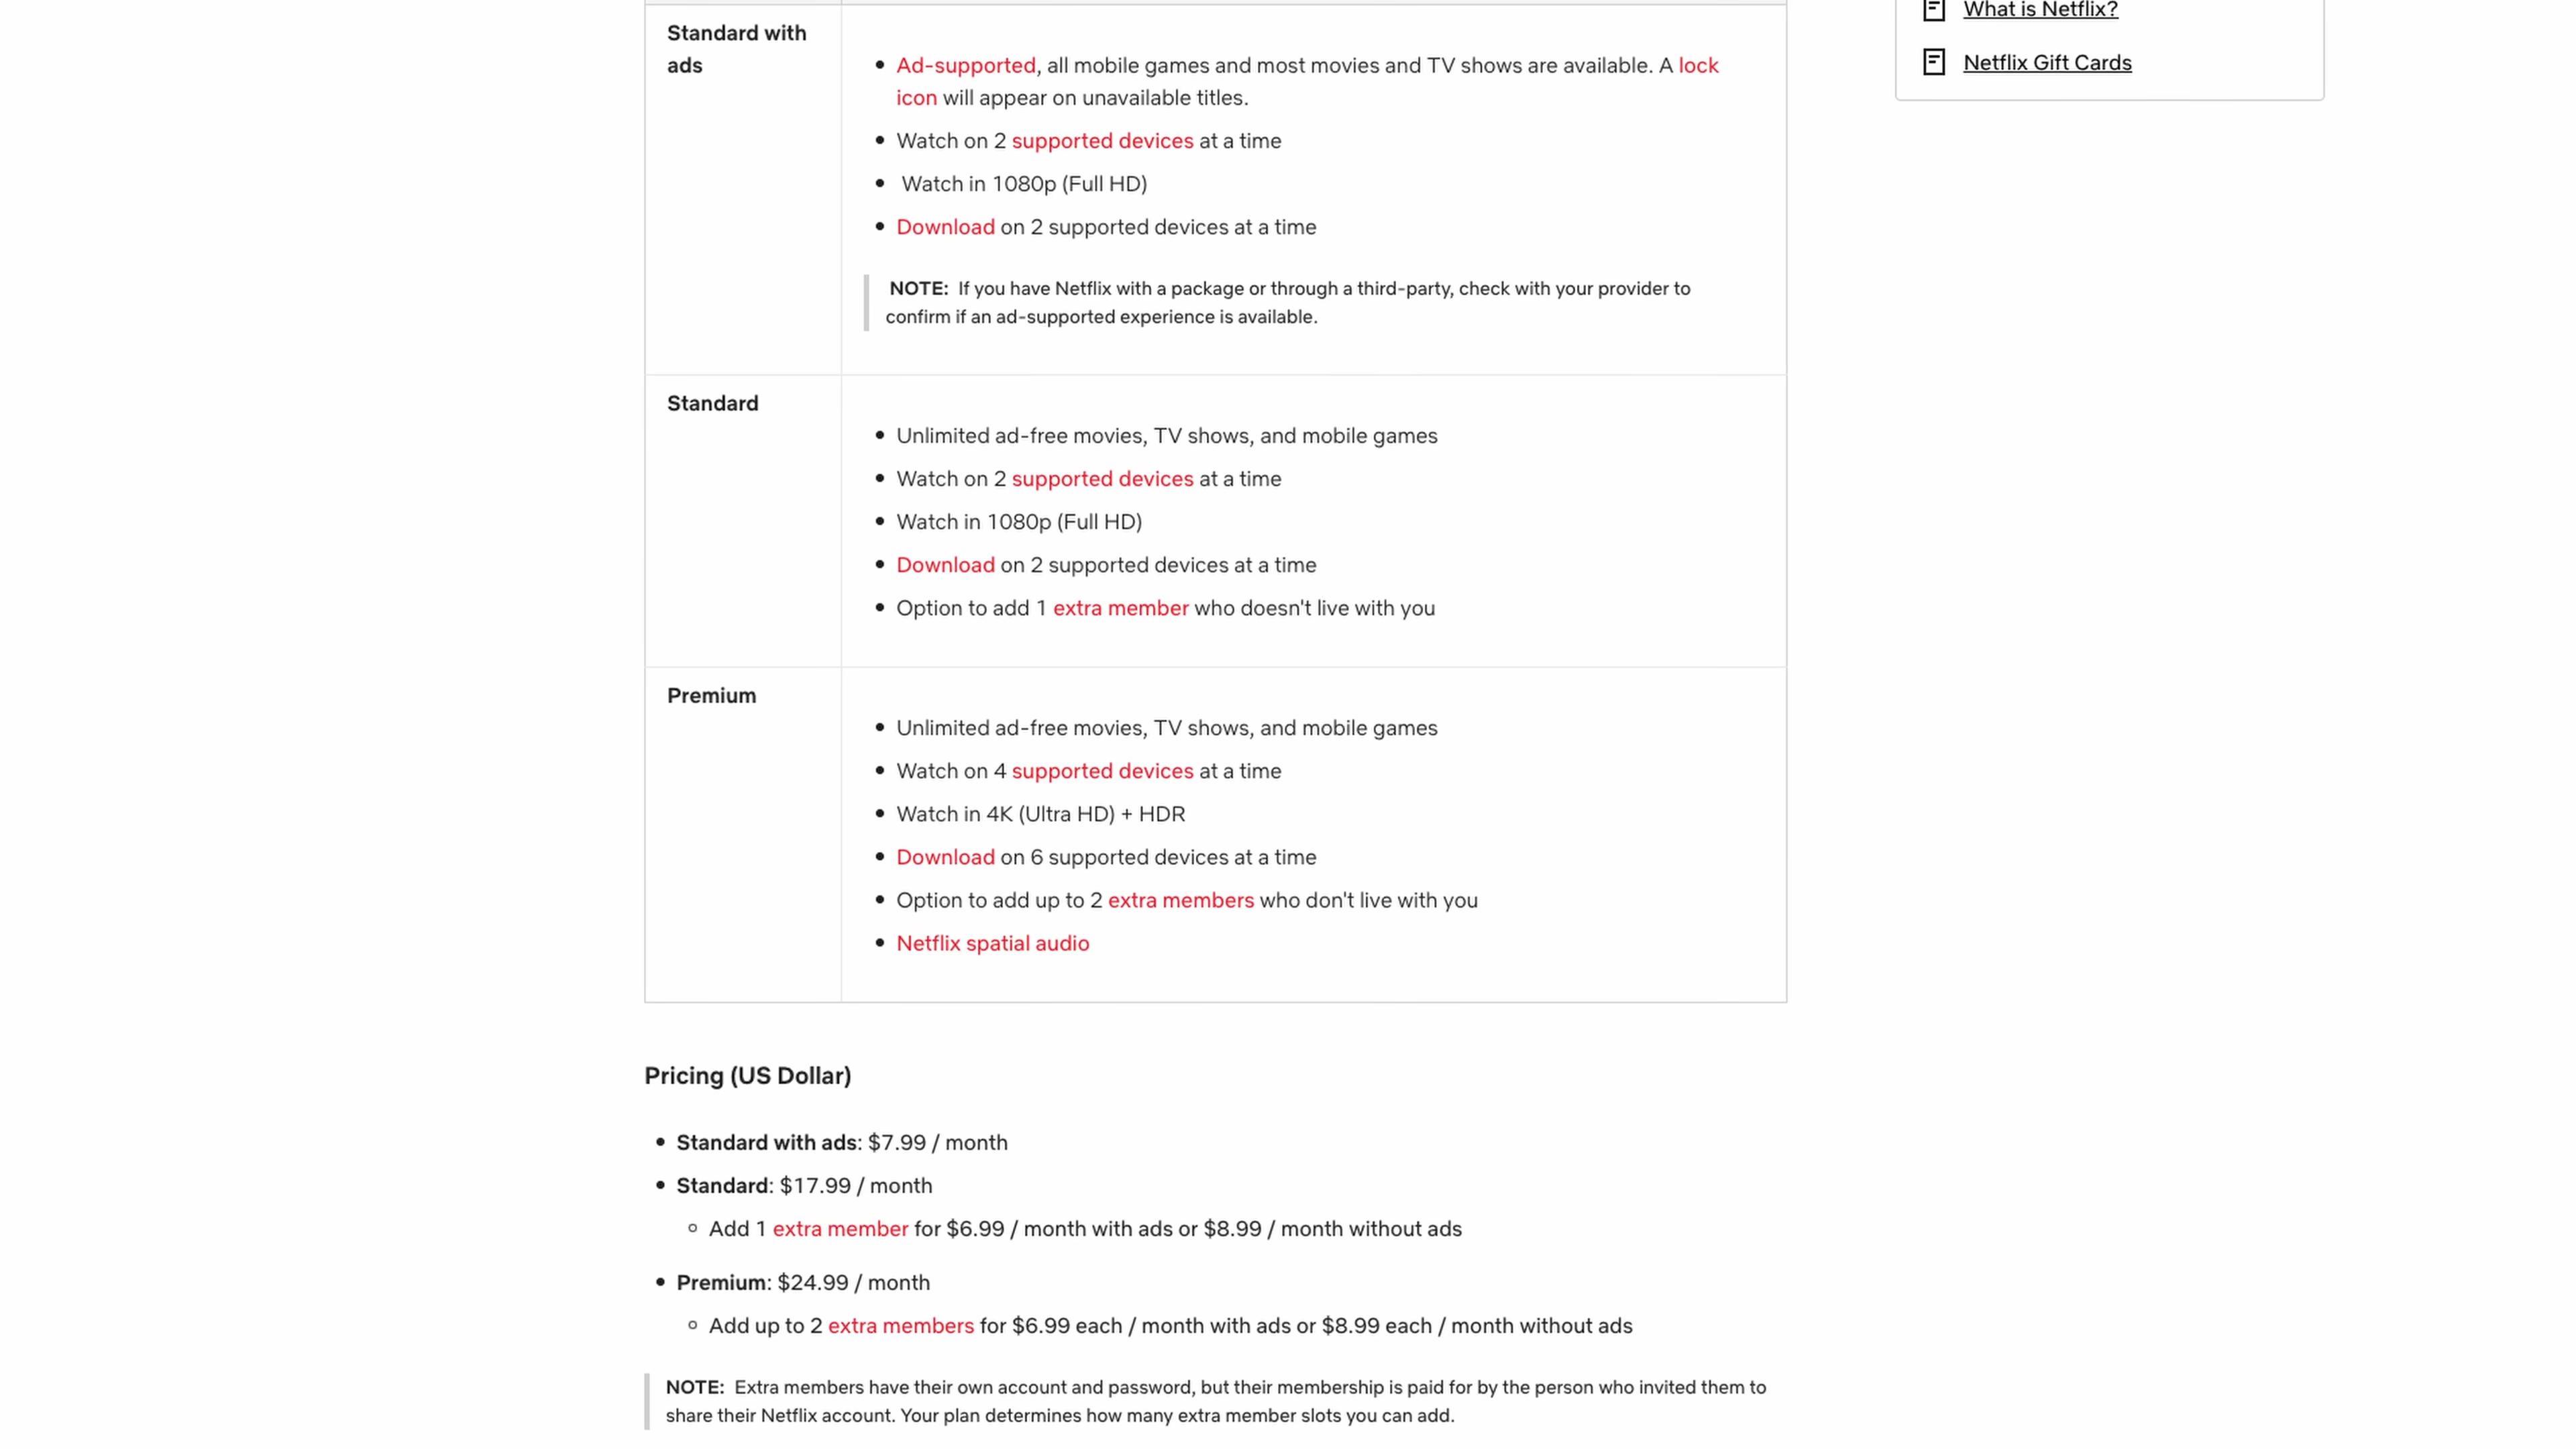 What is Netflix?
Netflix Gift Cards
Standard with
ads
Ad-supported, all mobile games and most movies and TV shows are available. A lock
icon will appear on unavailable titles.
Watch on 2 supported devices at a time
Watch in 1080p (Full HD)
Download on 2 supported devices at a time
NOTE: If you have Netflix with a package or through a third-party, check with your provider to
confirm if an ad-supported experience is available.
Standard
Unlimited ad-free movies, TV shows, and mobile games
Watch on 2 supported devices at a time
Watch in 1080p (Full HD)
Download on 2 supported devices at a time
Option to add 1 extra member who doesn't live with you
Premium
Unlimited ad-free movies, TV shows, and mobile games
Watch on 4 supported devices at a time
Watch in 4K (Ultra HD) + HDR
Download on 6 supported devices at a time
Option to add up to 2 extra members who don't live with you
Netflix spatial audio
Pricing (US Dollar)
Standard with ads: $7.99 / month
Standard: $17.99 / month
Add 1 extra member for $6.99 / month with ads or $8.99 / month without ads
Premium: $24.99 / month
Add up to 2 extra members for $6.99 each / month with ads or $8.99 each / month without ads
NOTE: Extra members have their own account and password, but their membership is paid for by the person who invited them to
share their Netflix account. Your plan determines how many extra member slots you can add.